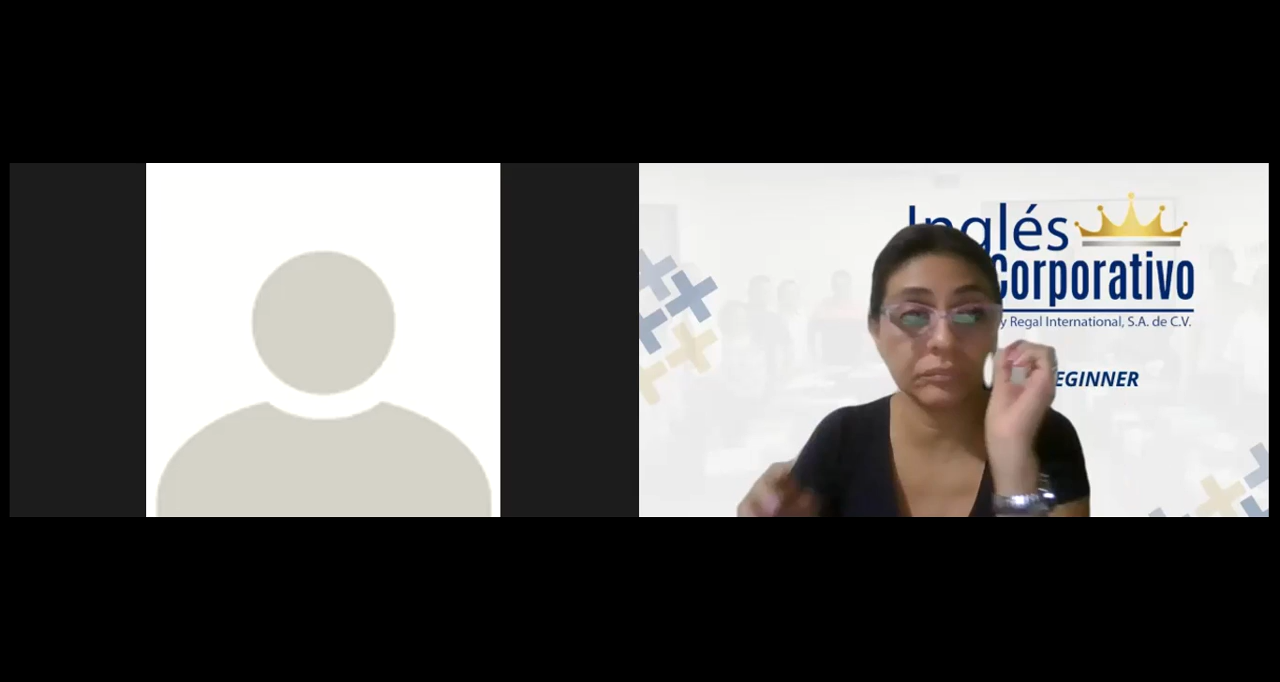 Inglés
Corporativo
y Regal International, S.A. de C.V.
EGINNER